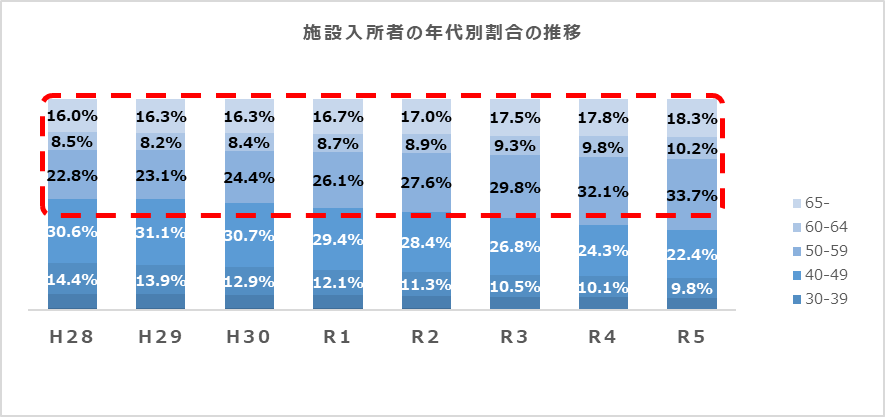 施設入所者の年代別割合の推移
16.0% 16.3% 16.3% 16.7% 17.0% 17.5% 17.8% 18.3%
8.5% 8.2% 8.4% 8.7% 8.9% 9.3% 9.8% 10.2%
22.8% 23.1% 24.4% 26.1% 27.6% 29.8% 32.1% 33.7%
30.6% 31.1% 30.7% 29.4% 28.4% 26.8% 24.3% 22.4%
14.4% 13.9% 12.9% 12.1% 11.3% 10.5% 10.1% 9.8%
H28 H29 H30 R1 R2 R3 R4 R5
65-
60-64
50-59
40-49
30-39